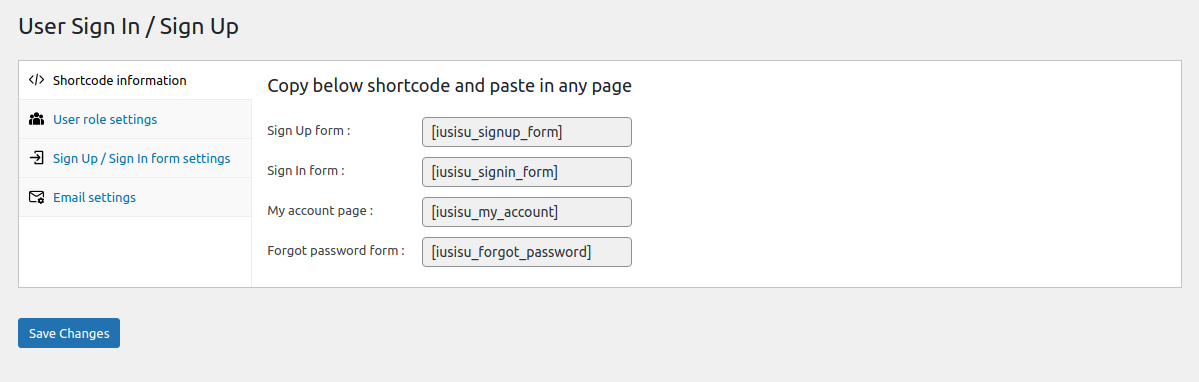 User Sign In / Sign Up
Shortcode information
User role settings
Sign Up / Sign In form settings
Email settings
Copy below shortcode and paste in any page
Sign Up form : [iusisu_signup_form]
Sign In form : [iusisu_signin_form]
My account page : [iusisu_my_account]
Forgot password form : [iusisu_forgot_password]
Save Changes